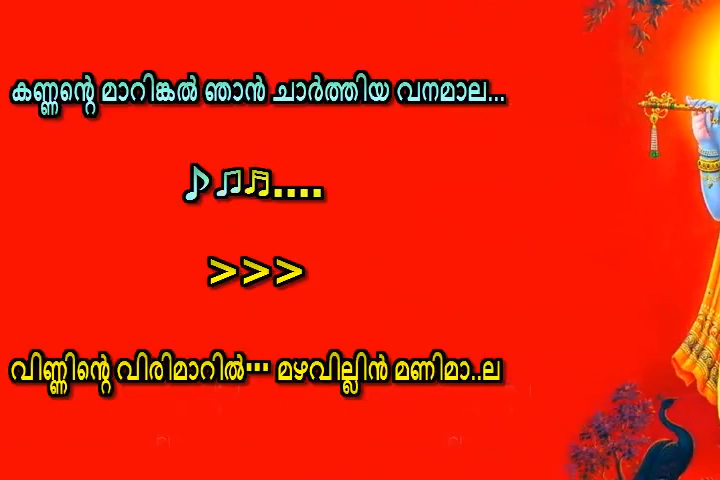 കണ്ണന്റെ മാറിങ്കൽ ഞാൻ ചാർത്തിയ വനമാല...
♪♫♬....
>>>
വിണ്ണിന്റെ വിരിമാറിൽ... മഴവില്ലിൻ മണിമാ..ല